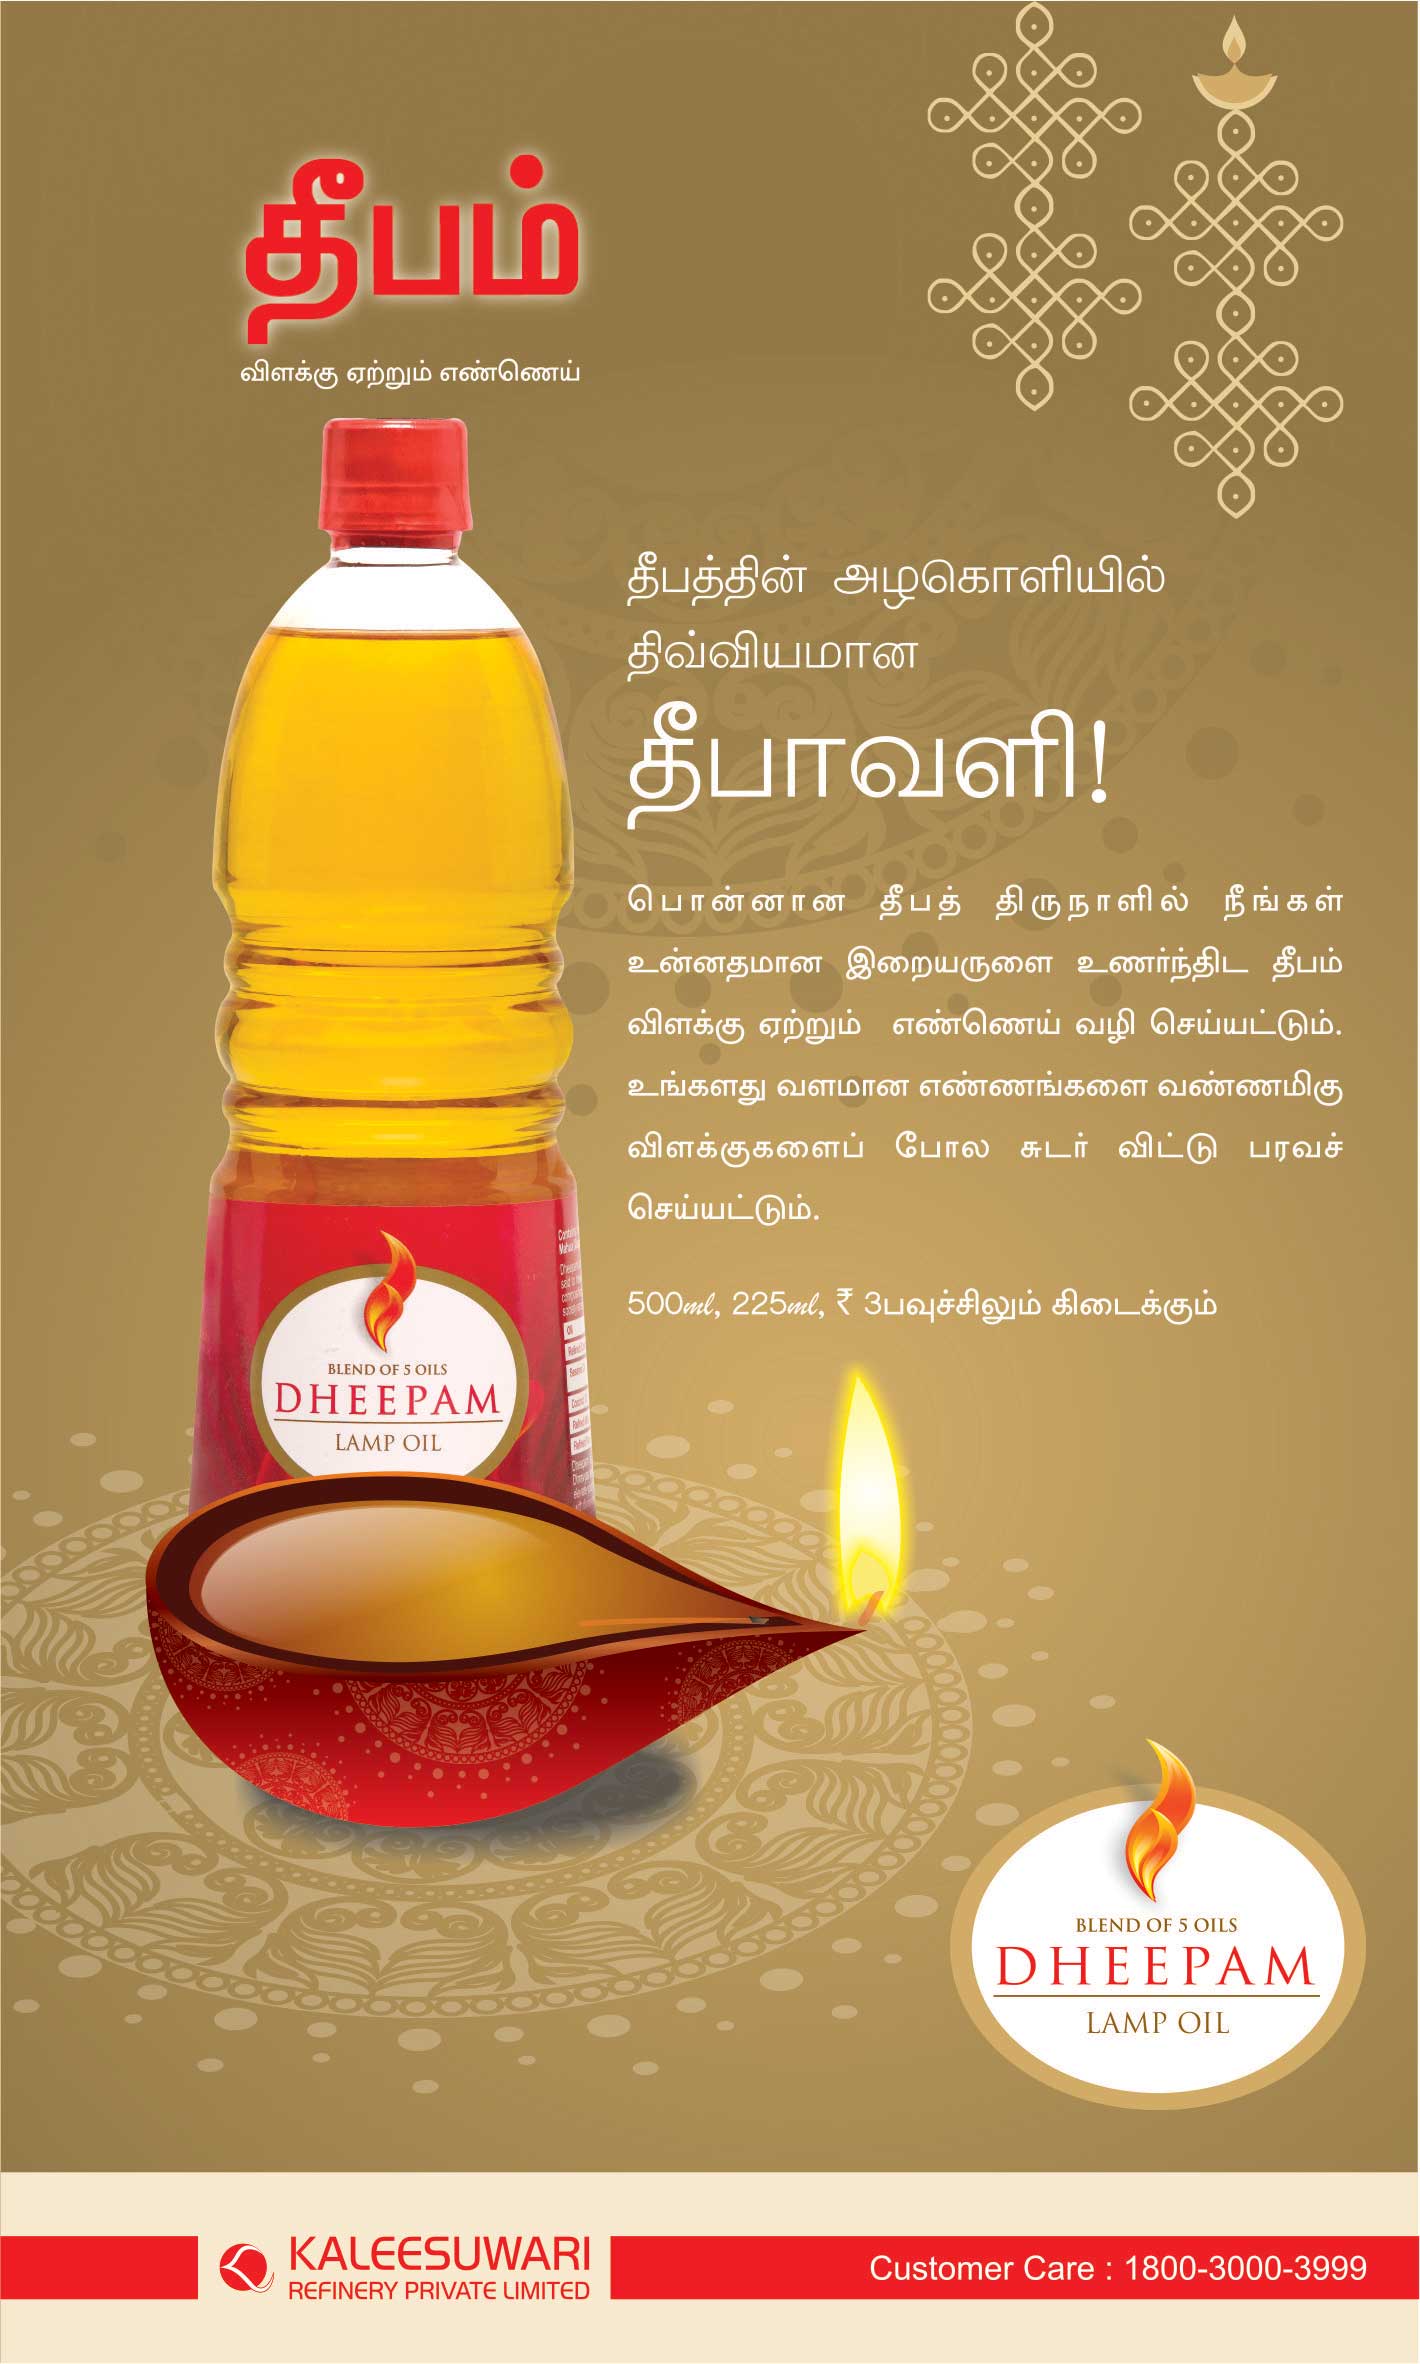 தீபம்
விளக்கு ஏற்றும் எண்ணெய்
தீபத்தின் அழகொளியில்
திவ்வியமான
தீபாவளி!
பொன்னான தீபத் திருநாளில் நீங்கள்
உன்னதமான இறையருளை உணர்ந்திட தீபம்
விளக்கு ஏற்றும் எண்ணெய் வழி செய்யட்டும்.
உங்களது வளமான எண்ணங்களை வண்ணமிகு
விளக்குகளைப் போல சுடர் விட்டு பரவச்
செய்யட்டும்.
500ml, 225ml, ₹ 3பவுச்சிலும் கிடைக்கும்
BLEND OF 5 OILS
DHEEPAM
LAMP OIL
BLEND OF 5 OILS
DHEEPAM
LAMP OIL
KALEESUWARI
REFINERY PRIVATE LIMITED
Customer Care : 1800-3000-3999